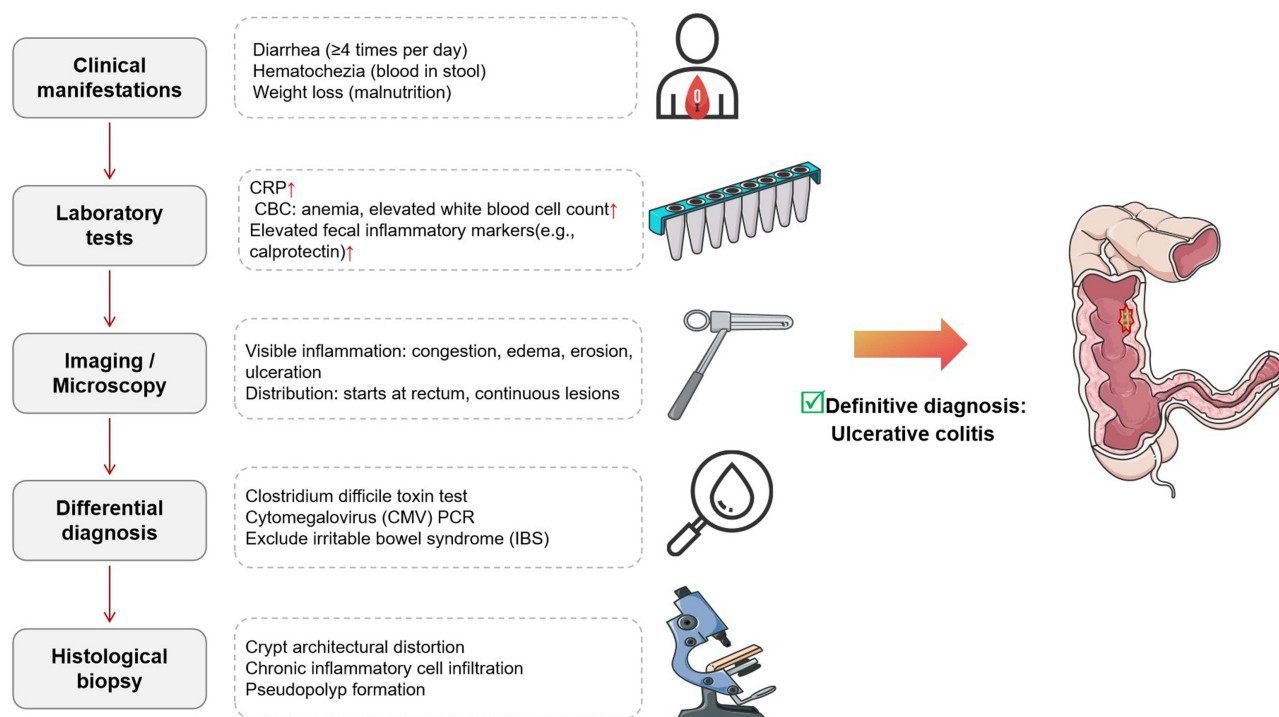 Clinical
manifestations
Diarrhea (≥4 times per day)
Hematochezia (blood in stool)
Weight loss (malnutrition)
Laboratory
tests
CRP↑
CBC: anemia, elevated white blood cell count↑
Elevated fecal inflammatory markers(e.g.,
calprotectin)↑
Imaging /
Microscopy
Visible inflammation: congestion, edema, erosion,
ulceration
Distribution: starts at rectum, continuous lesions
Differential
diagnosis
Clostridium difficile toxin test
Cytomegalovirus (CMV) PCR
Exclude irritable bowel syndrome (IBS)
Histological
biopsy
Crypt architectural distortion
Chronic inflammatory cell infiltration
Pseudopolyp formation
☑Definitive diagnosis:
Ulcerative colitis